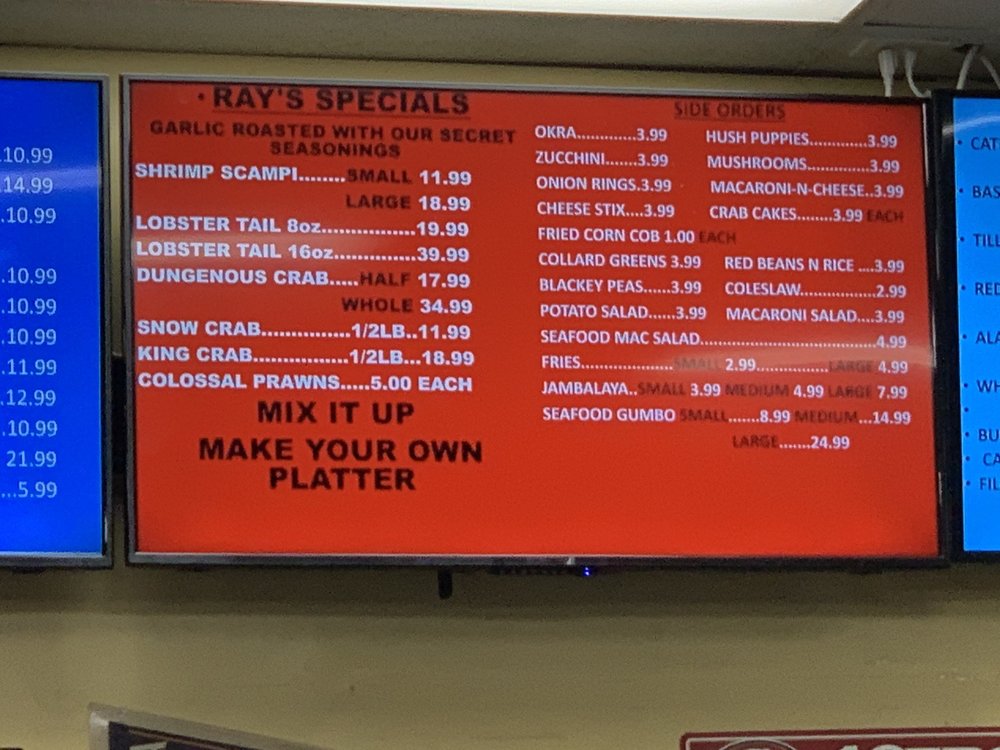 .10.99
.14.99
.10.99
.10.99
.10.99
.10.99
.11.99
.12.99
.10.99
21.99
...5.99
· RAY'S SPECIALS
GARLIC ROASTED WITH OUR SECRET
SEASONINGS
SHRIMP SCAMPI........SMALL 11.99
LARGE 18.99
LOBSTER TAIL 8oz................19.99
LOBSTER TAIL 16oz..............39.99
DUNGENOUS CRAB.....HALF 17.99
WHOLE 34.99
SNOW CRAB...............1/2LB..11.99
KING CRAB................1/2LB...18.99
COLOSSAL PRAWNS.....5.00 EACH
MIX IT UP
MAKE YOUR OWN
PLATTER
SIDE ORDERS
OKRA.............3.99 HUSH PUPPIES.............3.99
ZUCCHINI.......3.99 MUSHROOMS..............3.99
ONION RINGS.3.99 MACARONI-N-CHEESE..3.99
CHEESE STIX....3.99 CRAB CAKES........3.99 EACH
FRIED CORN COB 1.00 EACH
COLLARD GREENS 3.99 RED BEANS N RICE ....3.99
BLACKEY PEAS......3.99 COLESLAW................2.99
POTATO SALAD......3.99 MACARONI SALAD....3.99
SEAFOOD MAC SALAD.............................................4.99
FRIES....................SMALL 2.99................LARGE 4.99
JAMBALAYA..SMALL 3.99 MEDIUM 4.99 LARGE 7.99
SEAFOOD GUMBO SMALL.......8.99 MEDIUM...14.99
LARGE.......24.99
· CAT
· BAS
· TILL
· RED
· ALA
· WH
·
· BU
· CA
· FIL